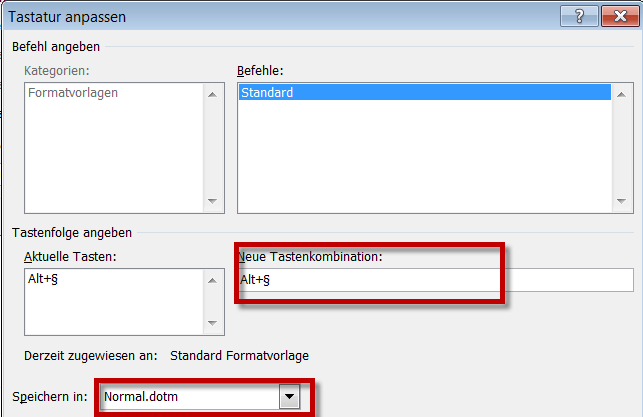 Tastatur anpassen
Befehl angeben
Kategorien: Befehle:
Formatvorlagen Standard
Tastenfolge angeben
Aktuelle Tasten: Neue Tastenkombination:
Alt+§ Alt+§
Derzeit zugewiesen an: Standard Formatvorlage
Speichern in: Normal.dotm